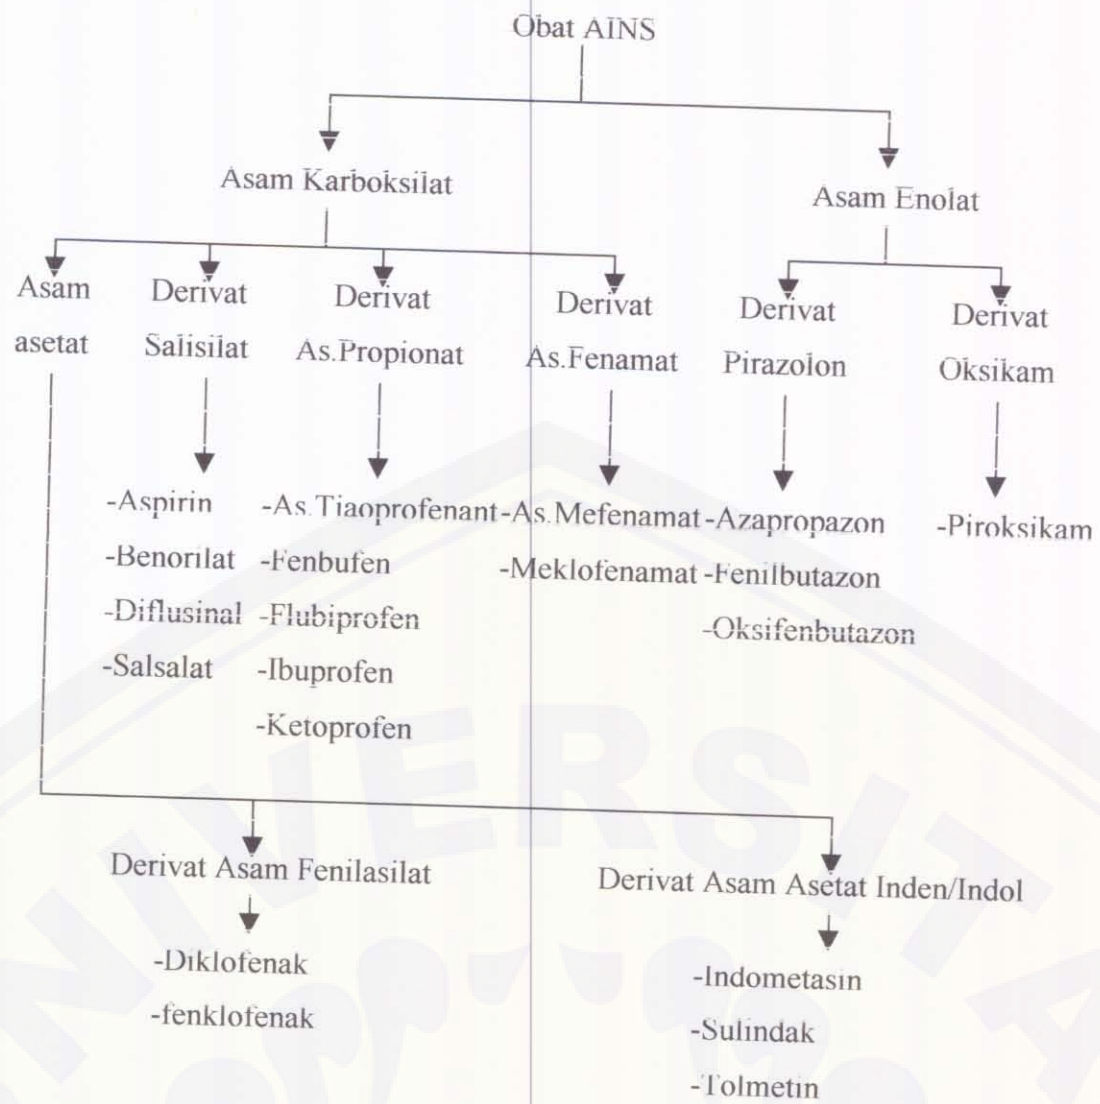 Obat AINS
Asam Karboksilat
Asam Enolat
Asam
asetat
Derivat
Salisilat
Derivat
As.Propionat
Derivat
As.Fenamat
Derivat
Pirazolon
Derivat
Oksikam
-Aspirin
-Benorilat
-Diflusinal
-Salsalat
-As.Tiaoprofenant
-Fenbufen
-Flubiprofen
-Ibuprofen
-Ketoprofen
-As.Mefenamat
-Meklofenamat
-Azapropazon
-Fenilbutazon
-Oksifenbutazon
-Piroksikam
Derivat Asam Fenilasilat
-Diklofenak
-fenklofenak
Derivat Asam Asetat Inden/Indol
-Indometasin
-Sulindak
-Tolmetin
NIVERSITA